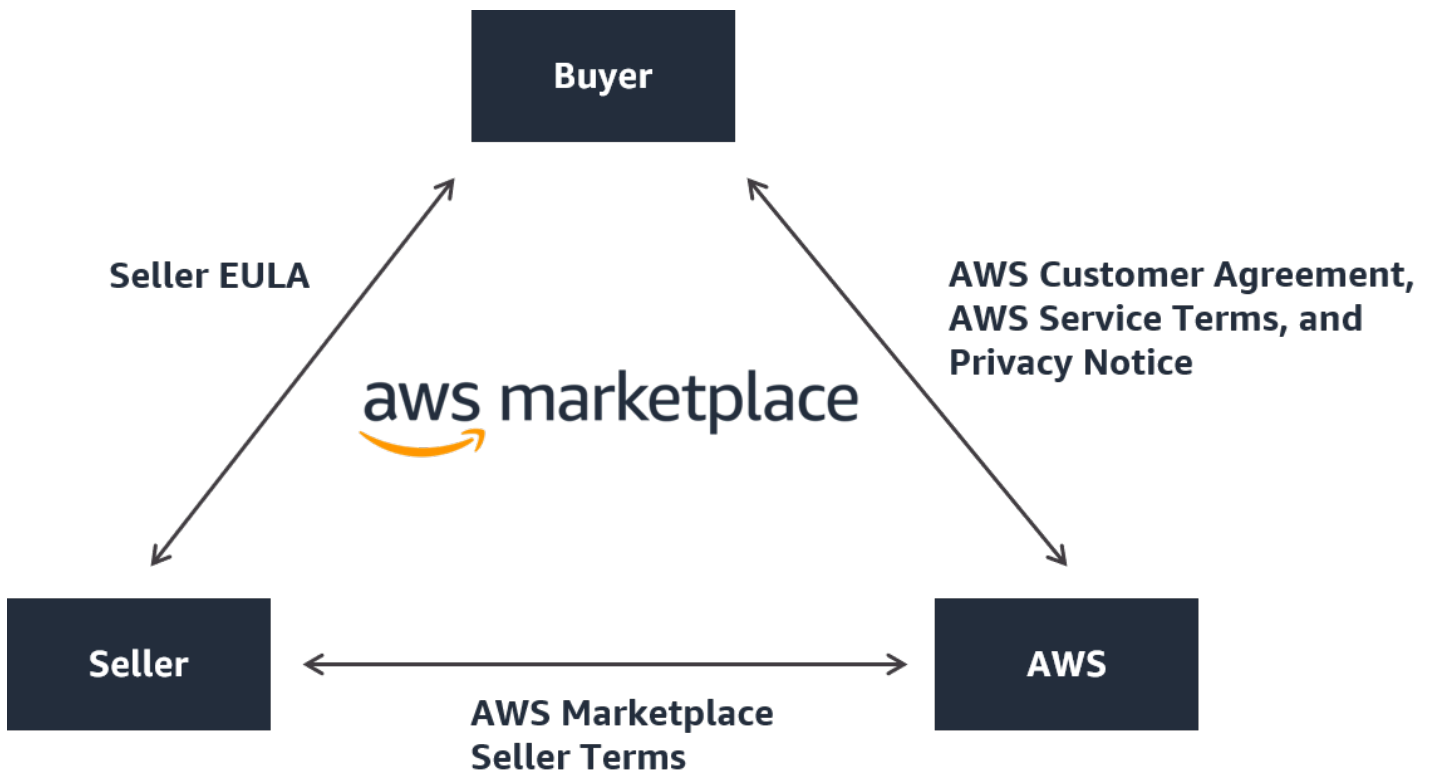 Buyer
Seller EULA
AWS Customer Agreement,
AWS Service Terms, and
Privacy Notice
aws marketplace
Seller
AWS
AWS Marketplace
Seller Terms